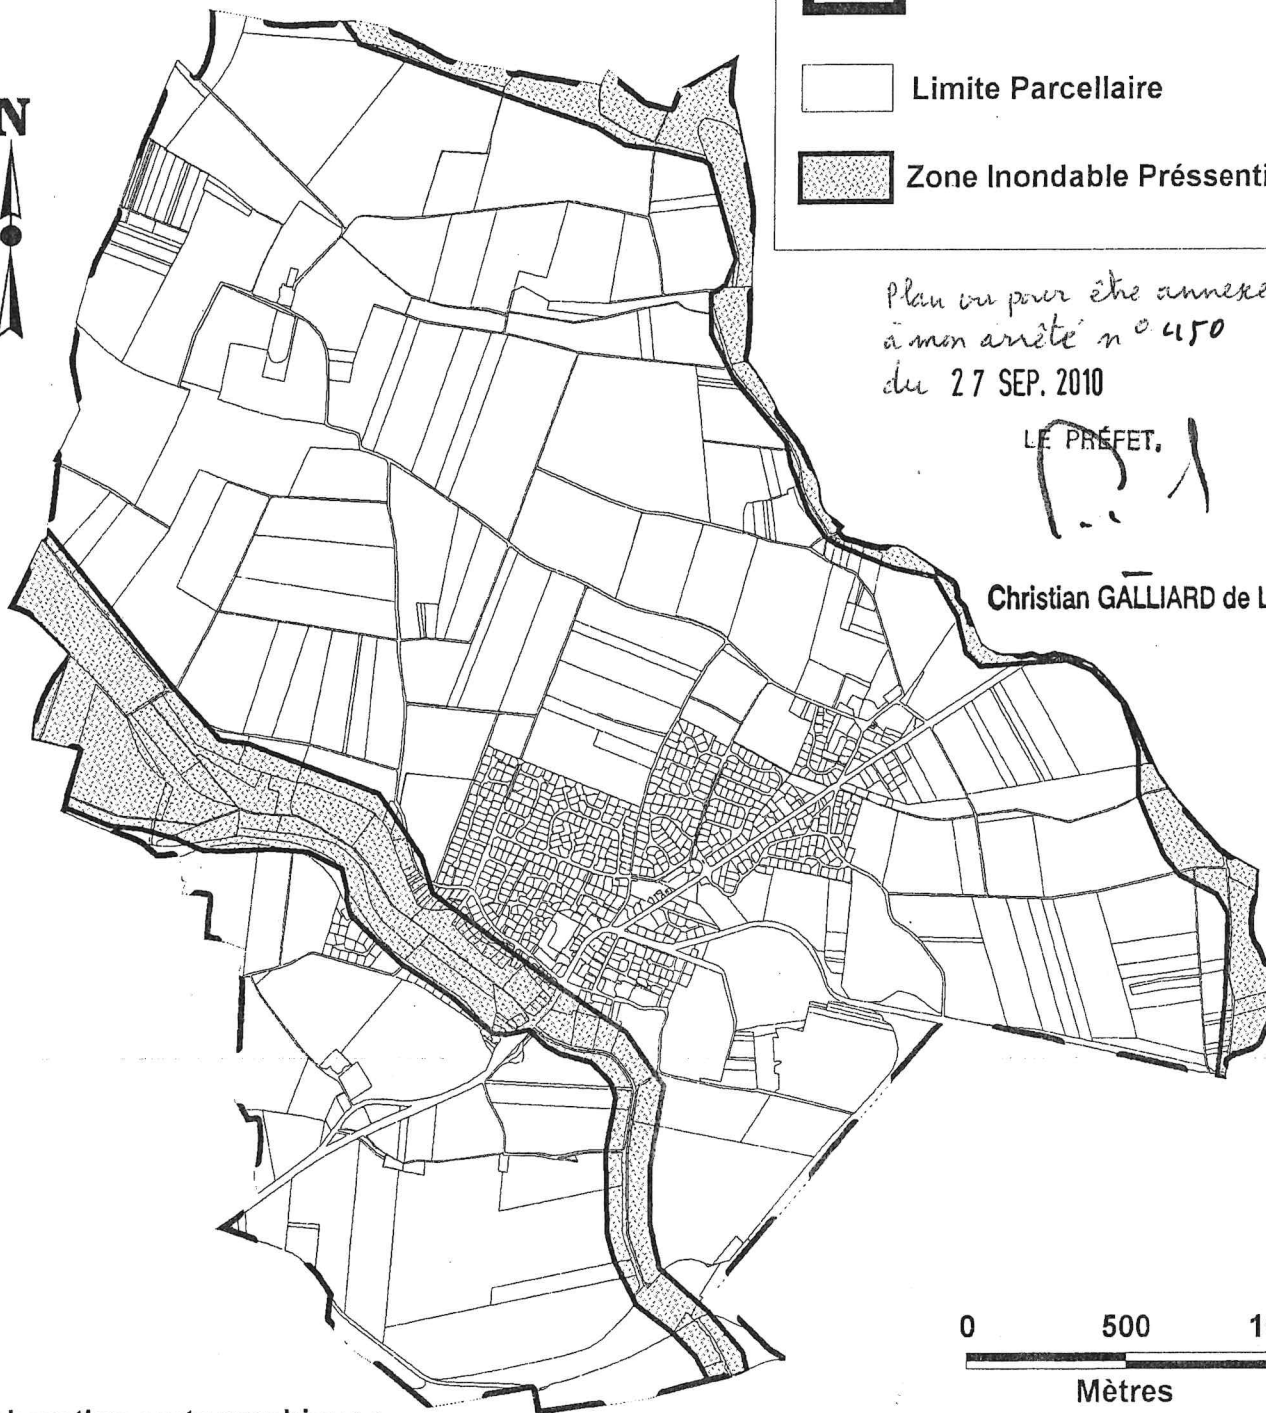 N
Limite Parcellaire
Zone Inondable Préssenti
Plan vu pour être annexé
à mon arrêté n° 450
du 27 SEP. 2010
LE PRÉFET.
Christian GALLIARD de L
0 500 1
Mètres